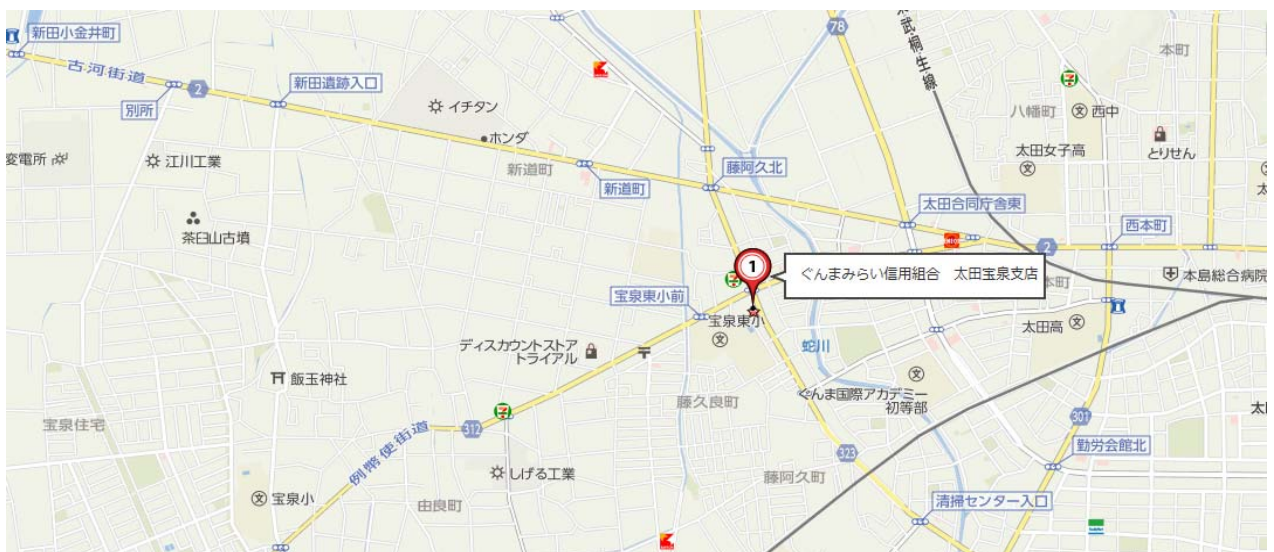 新田小金井町
古河街道
2
別所
新田遺跡入口
イチタン
ホンダ
新道町
新道町
78
武・桐生線
本町
八幡町
西中
太田女子高
とりせん
変電所
江川工業
茶臼山古墳
藤阿久北
太田合同庁舎東
西本町
2
1
ぐんまみらい信用組合 太田宝泉支店
本町
本島総合病院
宝泉東小前
宝泉東小
太田高
ディスカウントストア
トライアル
蛇川
飯玉神社
宝泉住宅
藤久良町
ぐんま国際アカデミー
初等部
312
例幣使街道
301
勤労会館北
323
しげる工業
藤阿久町
宝泉小
由良町
清掃センター入口